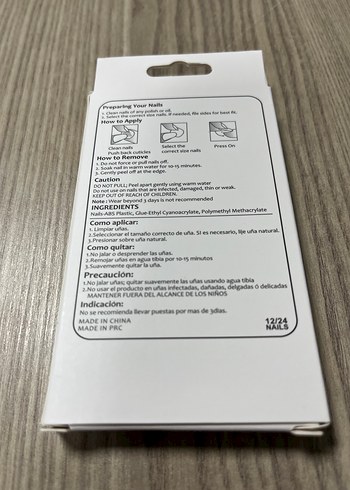 Preparing Your Nails
1. Clean nails of any polish or oil.
2. Select the correct size nails. If needed, file sides for bear fit.
How to Apply
Clean nails
Push back cuticles
Select the
correct size nails
Press On
How to Remove
1. Do not force or pull nails off.
2. Soak nail in warm water for 10-15 minutes.
3. Gently peel off at the edge.
Caution
DO NOT PULL; Peel apart gently using warm water
Do not use on nails that are infected, damaged, thin or weak.
KEEP OUT OF REACH OF CHILDREN.
Note : Wear beyond 3 days is not recommended
INGREDIENTS
Nails-ABS Plastic, Glue-Ethyl Cyanoacrylate, Polymethyl Methacrylate
Como aplicar:
1. Limpiar uñas.
2.Seleccionar el tamaño correcto de uña. Si es necesario, lije uña natural.
3.Presionar sobre uña natural.
Como quitar:
1.No jalar o desprender las uñas.
2.Remojar uñas en agua tibia por 10-15 minutos
3.Suavemente quitar la uña.
Precaución:
1.No jalar uñas; quitar suavemente las uñas usando agua tibia
2.No usar el producto en uñas infectadas, dañadas, delgadas ó delicadas
MANTENER FUERA DEL ALCANCE DE LOS NIÑOS
Indicación:
No se recomienda llevar puestas por mas de 3dias.
MADE IN CHINA
MADE IN PRC
12/24
NAILS